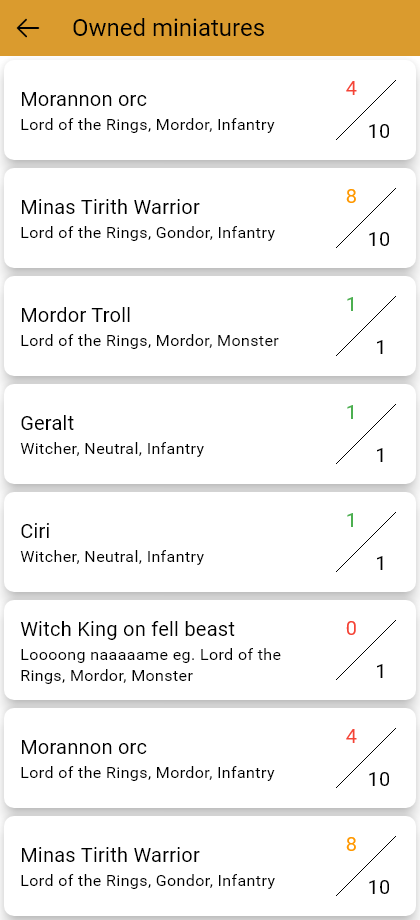 Owned miniatures
Morannon orc
Lord of the Rings, Mordor, Infantry
4
10
Minas Tirith Warrior
Lord of the Rings, Gondor, Infantry
8
10
Mordor Troll
Lord of the Rings, Mordor, Monster
1
1
Geralt
Witcher, Neutral, Infantry
1
1
Ciri
Witcher, Neutral, Infantry
1
1
Witch King on fell beast
Loooong naaaaame eg. Lord of the
Rings, Mordor, Monster
0
1
Morannon orc
Lord of the Rings, Mordor, Infantry
4
10
Minas Tirith Warrior
Lord of the Rings, Gondor, Infantry
8
10